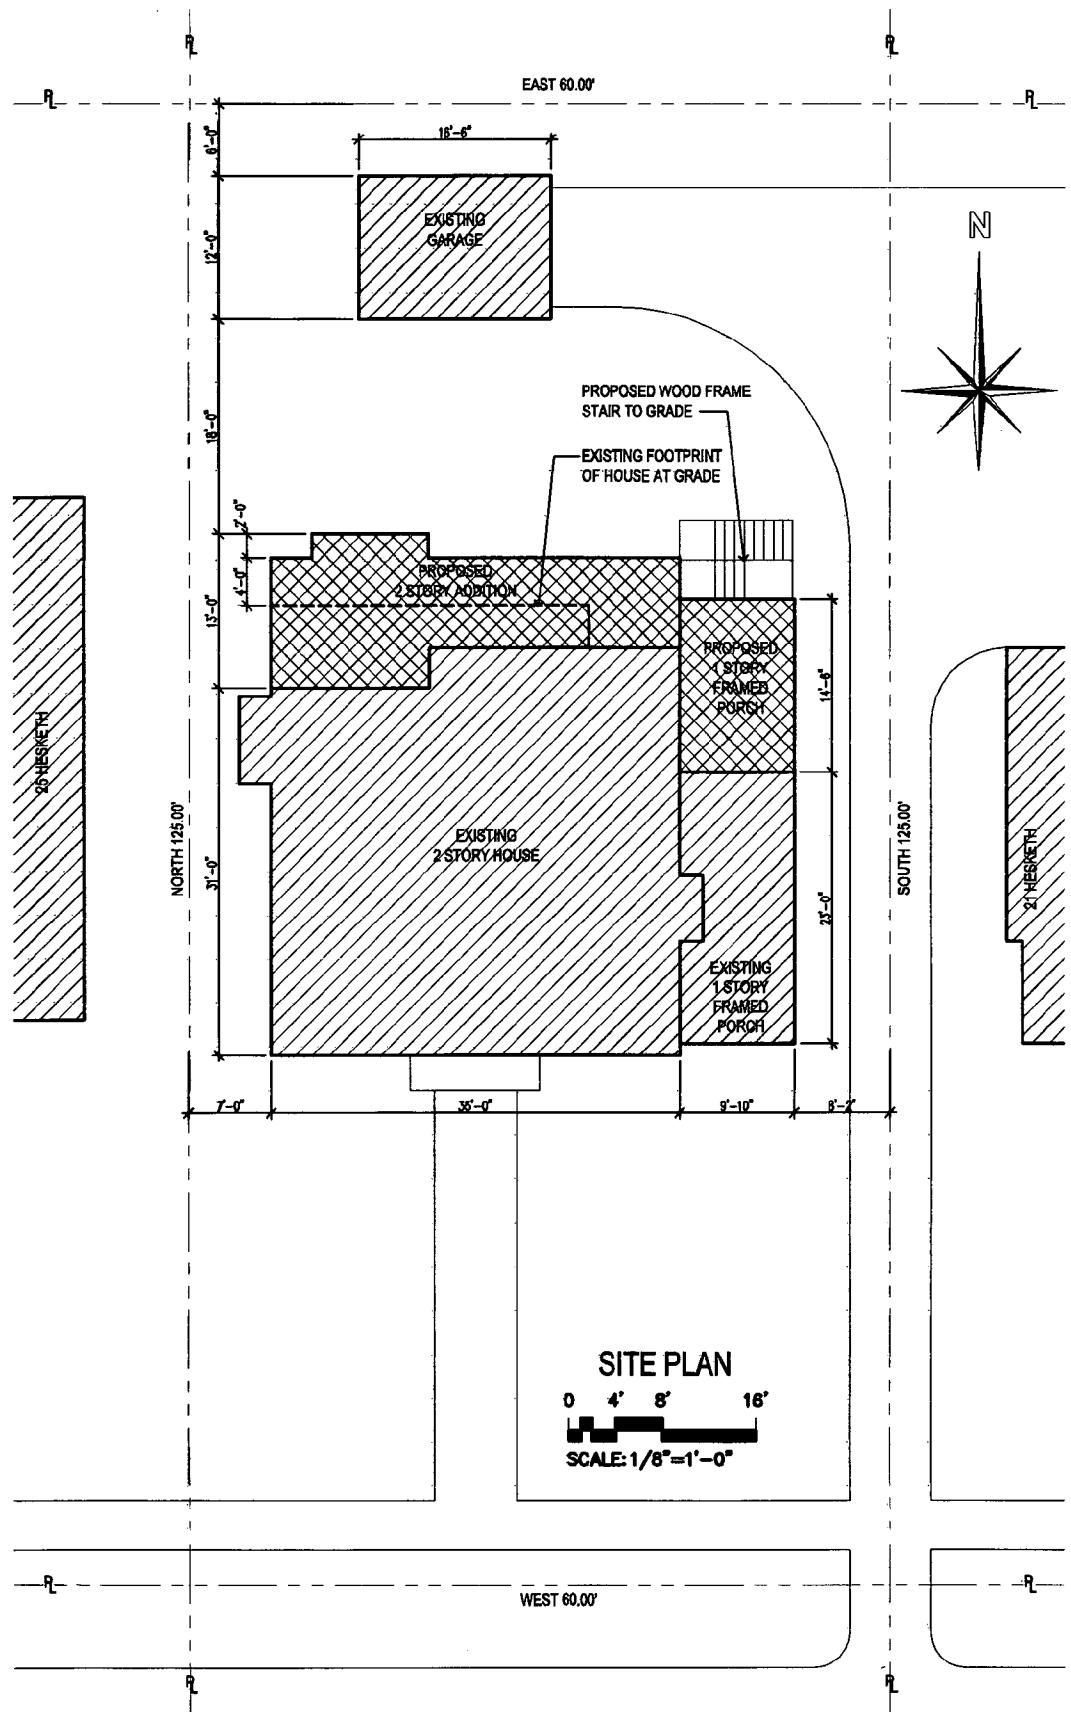 PL
PL
PL
EAST 60.00'
PL
6'-0"
16'-6"
12'-0"
EXISTING
GARAGE
N
18'-0"
PROPOSED WOOD FRAME
STAIR TO GRADE
EXISTING FOOTPRINT
OF HOUSE AT GRADE
2'-0"
4'-0"
13'-0"
PROPOSED
2 STORY ADDITION
PROPOSED
1 STORY
FRAMED
PORCH
14'-6"
25 HESKETH
NORTH 125.00'
31'-0"
EXISTING
2 STORY HOUSE
SOUTH 125.00'
21 HESKETH
23'-0"
EXISTING
1 STORY
FRAMED
PORCH
7'-0"
35'-0"
9'-10"
8'-2"
SITE PLAN
0 4' 8' 16'
SCALE: 1/8"=1'-0"
PL
PL
WEST 60.00'
PL
PL